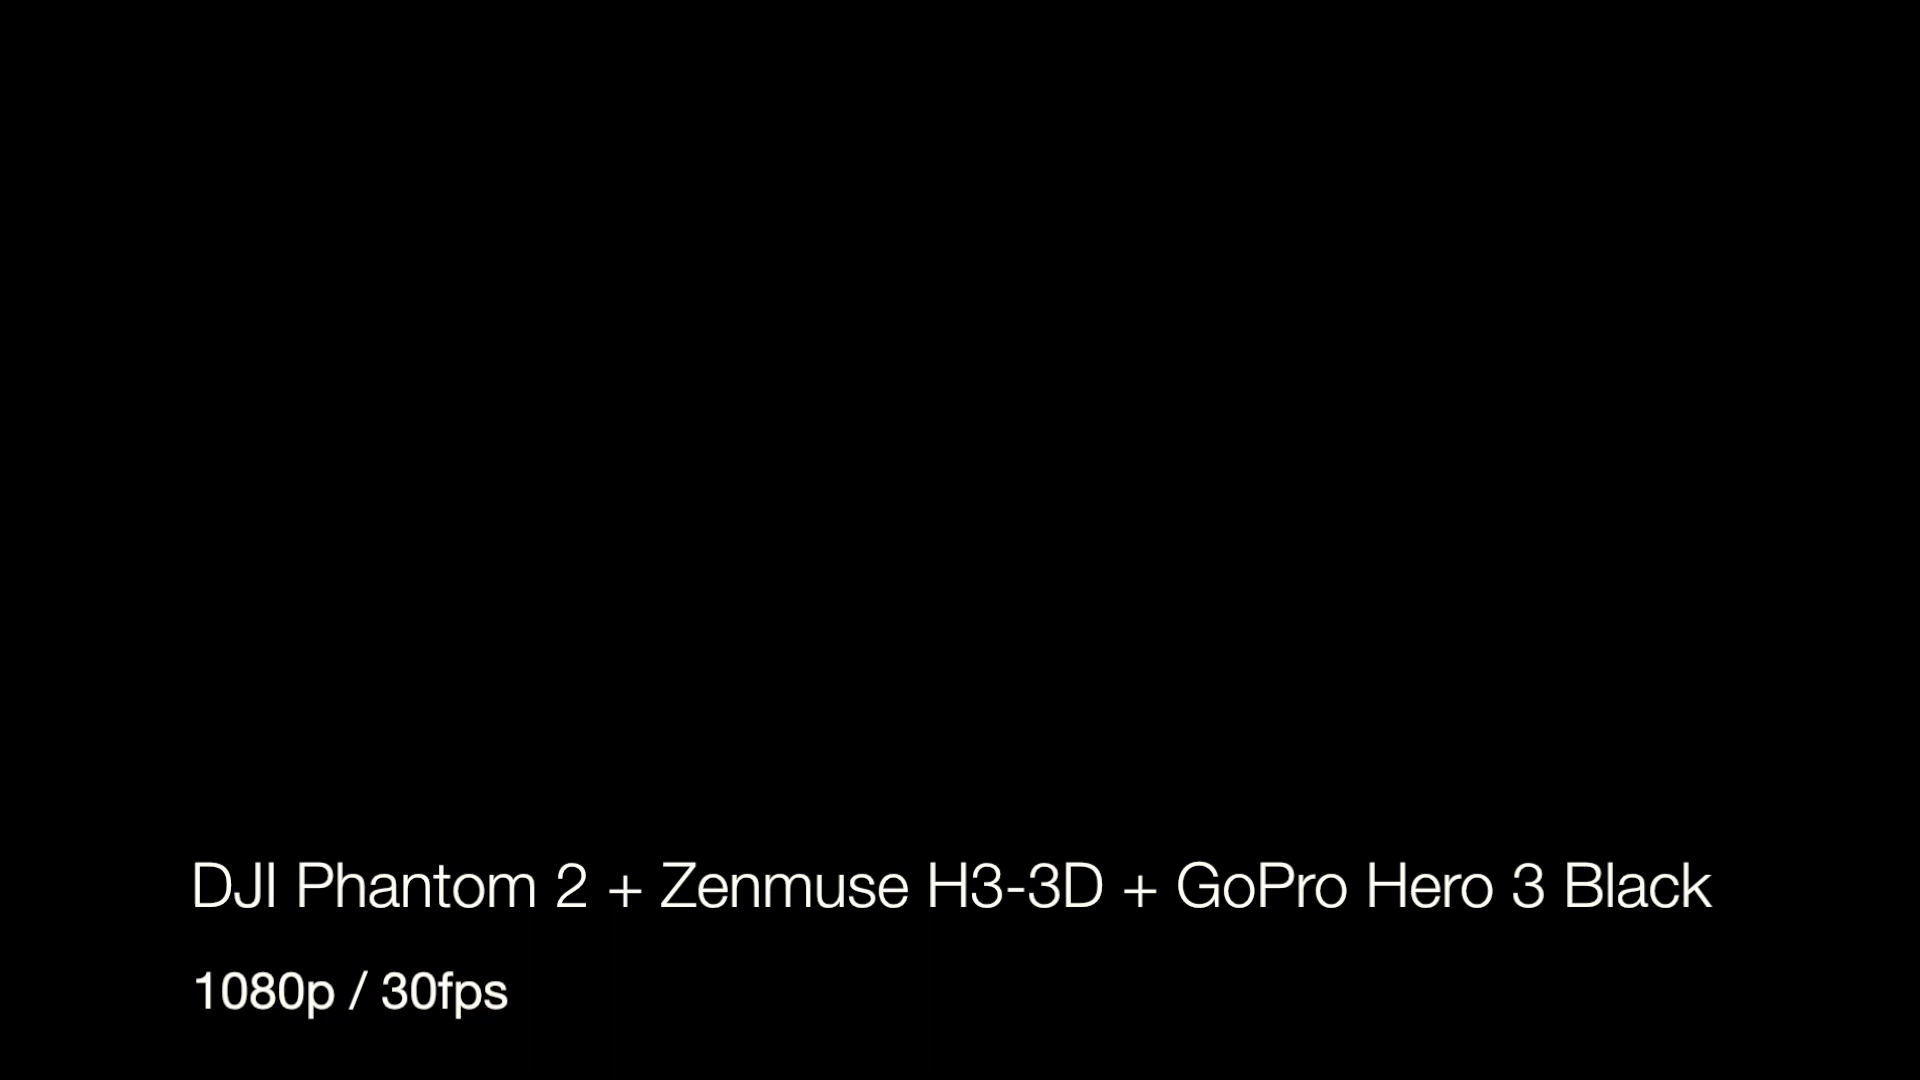 DJI Phantom 2 + Zenmuse H3-3D + GoPro Hero 3 Black
1080p / 30fps